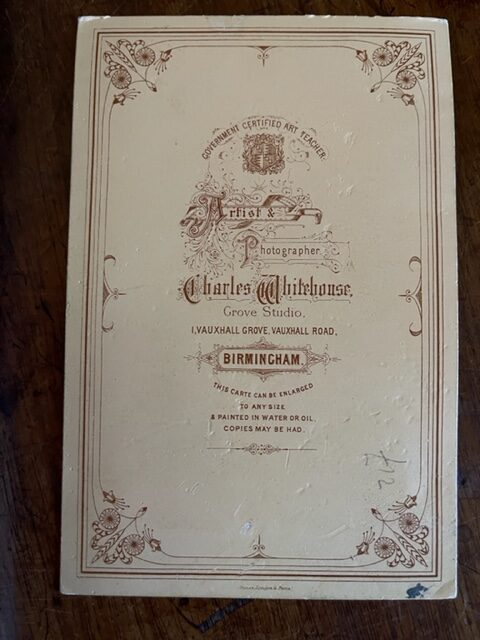 GOVERNMENT CERTIFIED ART TEACHER.
Artist &
Photographer.
Charles Whitehouse,
Grove Studio,
1, VAUXHALL GROVE, VAUXHALL ROAD,
BIRMINGHAM.
THIS CARTE CAN BE ENLARGED
TO ANY SIZE
& PAINTED IN WATER OR OIL.
COPIES MAY BE HAD.
£12